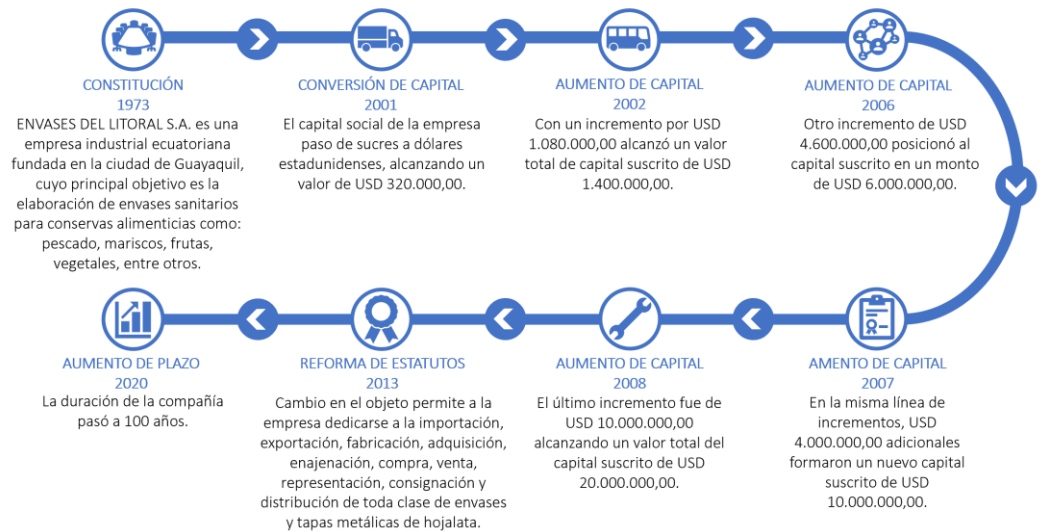 CONSTITUCIÓN
1973
ENVASES DEL LITORAL S.A. es una
empresa industrial ecuatoriana
fundada en la ciudad de Guayaquil,
cuyo principal objetivo es la
elaboración de envases sanitarios
para conservas alimenticias como:
pescado, mariscos, frutas,
vegetales, entre otros.
CONVERSIÓN DE CAPITAL
2001
El capital social de la empresa
paso de sucres a dólares
estadunidenses, alcanzando un
valor de USD 320.000,00.
AUMENTO DE CAPITAL
2002
Con un incremento por USD
1.080.000,00 alcanzó un valor
total de capital suscrito de USD
1.400.000,00.
AUMENTO DE CAPITAL
2006
Otro incremento de USD
4.600.000,00 posicionó al
capital suscrito en un monto
de USD 6.000.000,00.
AMENTO DE CAPITAL
2007
En la misma línea de
incrementos, USD
4.000.000,00 adicionales
formaron un nuevo capital
suscrito de USD
10.000.000,00.
AUMENTO DE CAPITAL
2008
El último incremento fue de
USD 10.000.000,00
alcanzando un valor total del
capital suscrito de USD
20.000.000,00.
REFORMA DE ESTATUTOS
2013
Cambio en el objeto permite a la
empresa dedicarse a la importación,
exportación, fabricación, adquisición,
enajenación, compra, venta,
representación, consignación y
distribución de toda clase de envases
y tapas metálicas de hojalata.
AUMENTO DE PLAZO
2020
La duración de la compañía
pasó a 100 años.